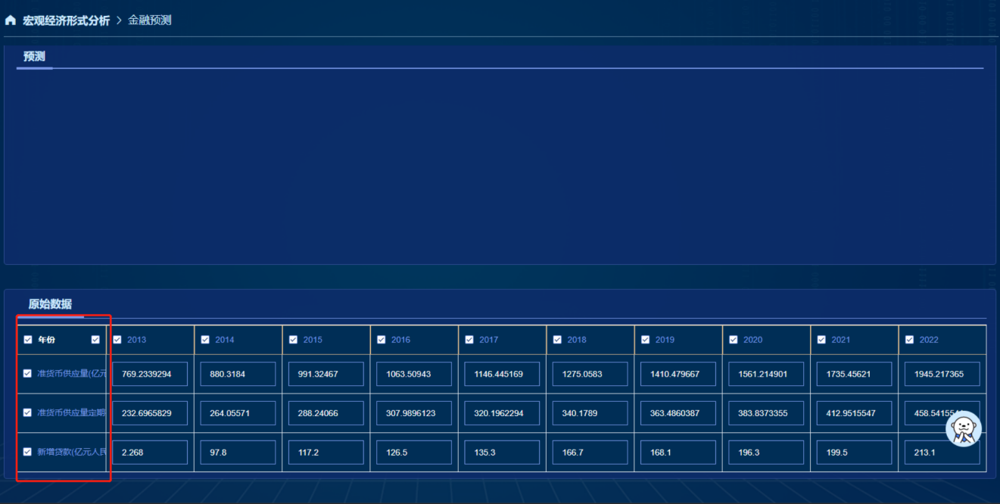 宏观经济形式分析 > 金融预测
预测
原始数据
年份 2013 2014 2015 2016 2017 2018 2019 2020 2021 2022
准货币供应量(亿元 769.2339294 880.3184 991.32467 1063.50943 1146.445169 1275.0583 1410.479667 1561.214901 1735.45621 1945.217365
准货币供应量定期 232.6965829 264.05571 288.24066 307.9896123 320.1962294 340.1789 363.4860387 383.8373355 412.9515547 458.54155
新增贷款(亿元人民 2.268 97.8 117.2 126.5 135.3 166.7 168.1 196.3 199.5 213.1